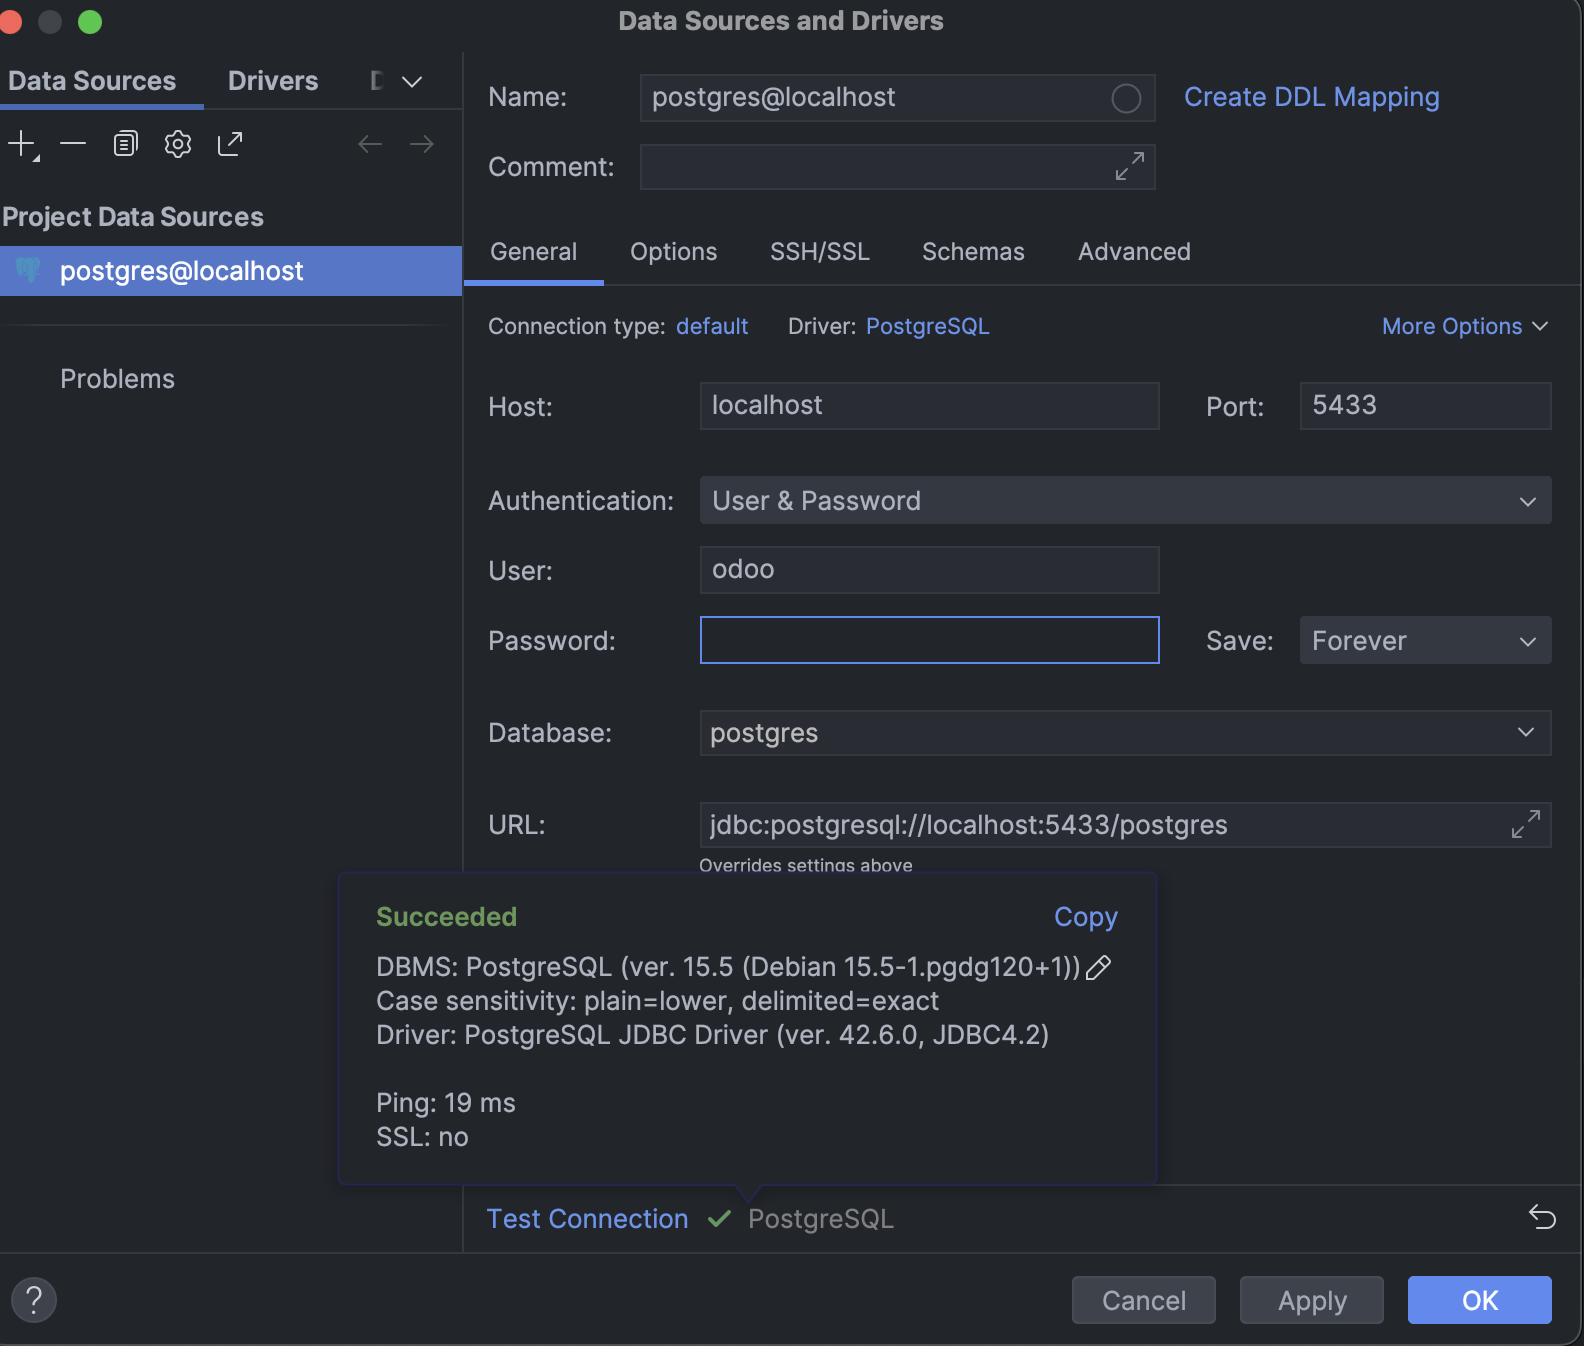 Data Sources and Drivers
Data Sources
Drivers
Project Data Sources
postgres@localhost
Problems
Name:
postgres@localhost
Create DDL Mapping
Comment:
General
Options
SSH/SSL
Schemas
Advanced
Connection type: default
Driver: PostgreSQL
More Options
Host:
localhost
Port:
5433
Authentication:
User & Password
User:
odoo
Password:
Save:
Forever
Database:
postgres
URL:
jdbc:postgresql://localhost:5433/postgres
Overrides settings above
Succeeded
Copy
DBMS: PostgreSQL (ver. 15.5 (Debian 15.5-1.pgdg120+1))
Case sensitivity: plain=lower, delimited=exact
Driver: PostgreSQL JDBC Driver (ver. 42.6.0, JDBC4.2)
Ping: 19 ms
SSL: no
Test Connection
PostgreSQL
?
Cancel
Apply
OK